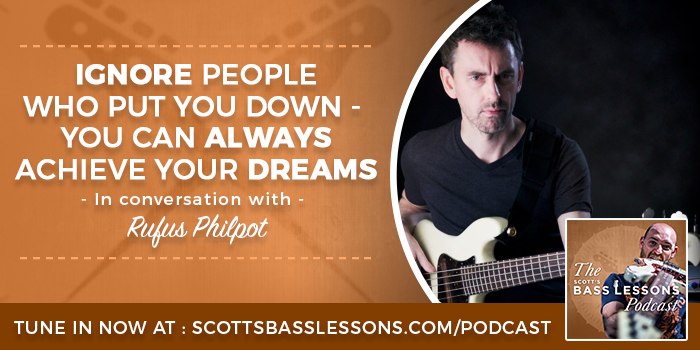 IGNORE PEOPLE
WHO PUT YOU DOWN -
YOU CAN ALWAYS
ACHIEVE YOUR DREAMS
- In conversation with -
Rufus Philpot
The
SCOTT'S
BASS LESSONS
Podcast
TUNE IN NOW AT : SCOTTSBASSLESSONS.COM/PODCAST